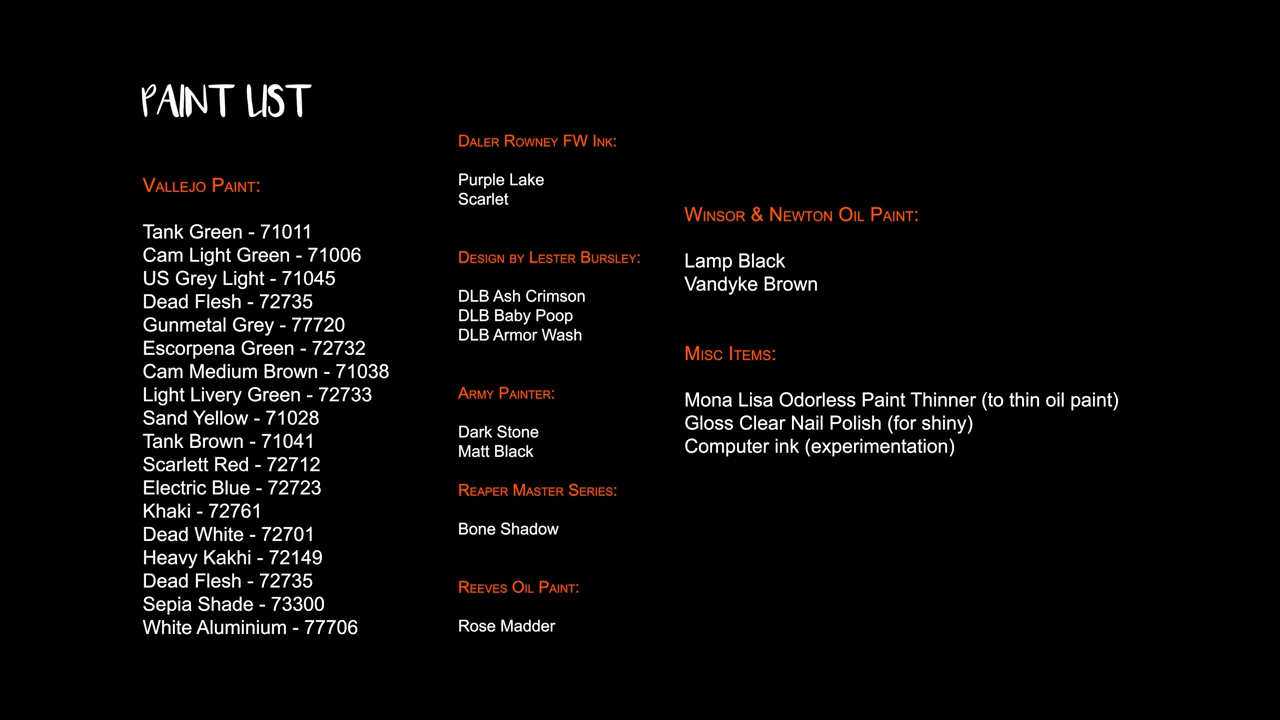 PAINT LIST
VALLEJO PAINT:
Tank Green - 71011
Cam Light Green - 71006
US Grey Light - 71045
Dead Flesh - 72735
Gunmetal Grey - 77720
Escorpena Green - 72732
Cam Medium Brown - 71038
Light Livery Green - 72733
Sand Yellow - 71028
Tank Brown - 71041
Scarlett Red - 72712
Electric Blue - 72723
Khaki - 72761
Dead White - 72701
Heavy Kakhi - 72149
Dead Flesh - 72735
Sepia Shade - 73300
White Aluminium - 77706
DALER ROWNEY FW INK:
Purple Lake
Scarlet
DESIGN BY LESTER BURSLEY:
DLB Ash Crimson
DLB Baby Poop
DLB Armor Wash
ARMY PAINTER:
Dark Stone
Matt Black
REAPER MASTER SERIES:
Bone Shadow
REEVES OIL PAINT:
Rose Madder
WINSOR & NEWTON OIL PAINT:
Lamp Black
Vandyke Brown
MISC ITEMS:
Mona Lisa Odorless Paint Thinner (to thin oil paint)
Gloss Clear Nail Polish (for shiny)
Computer ink (experimentation)